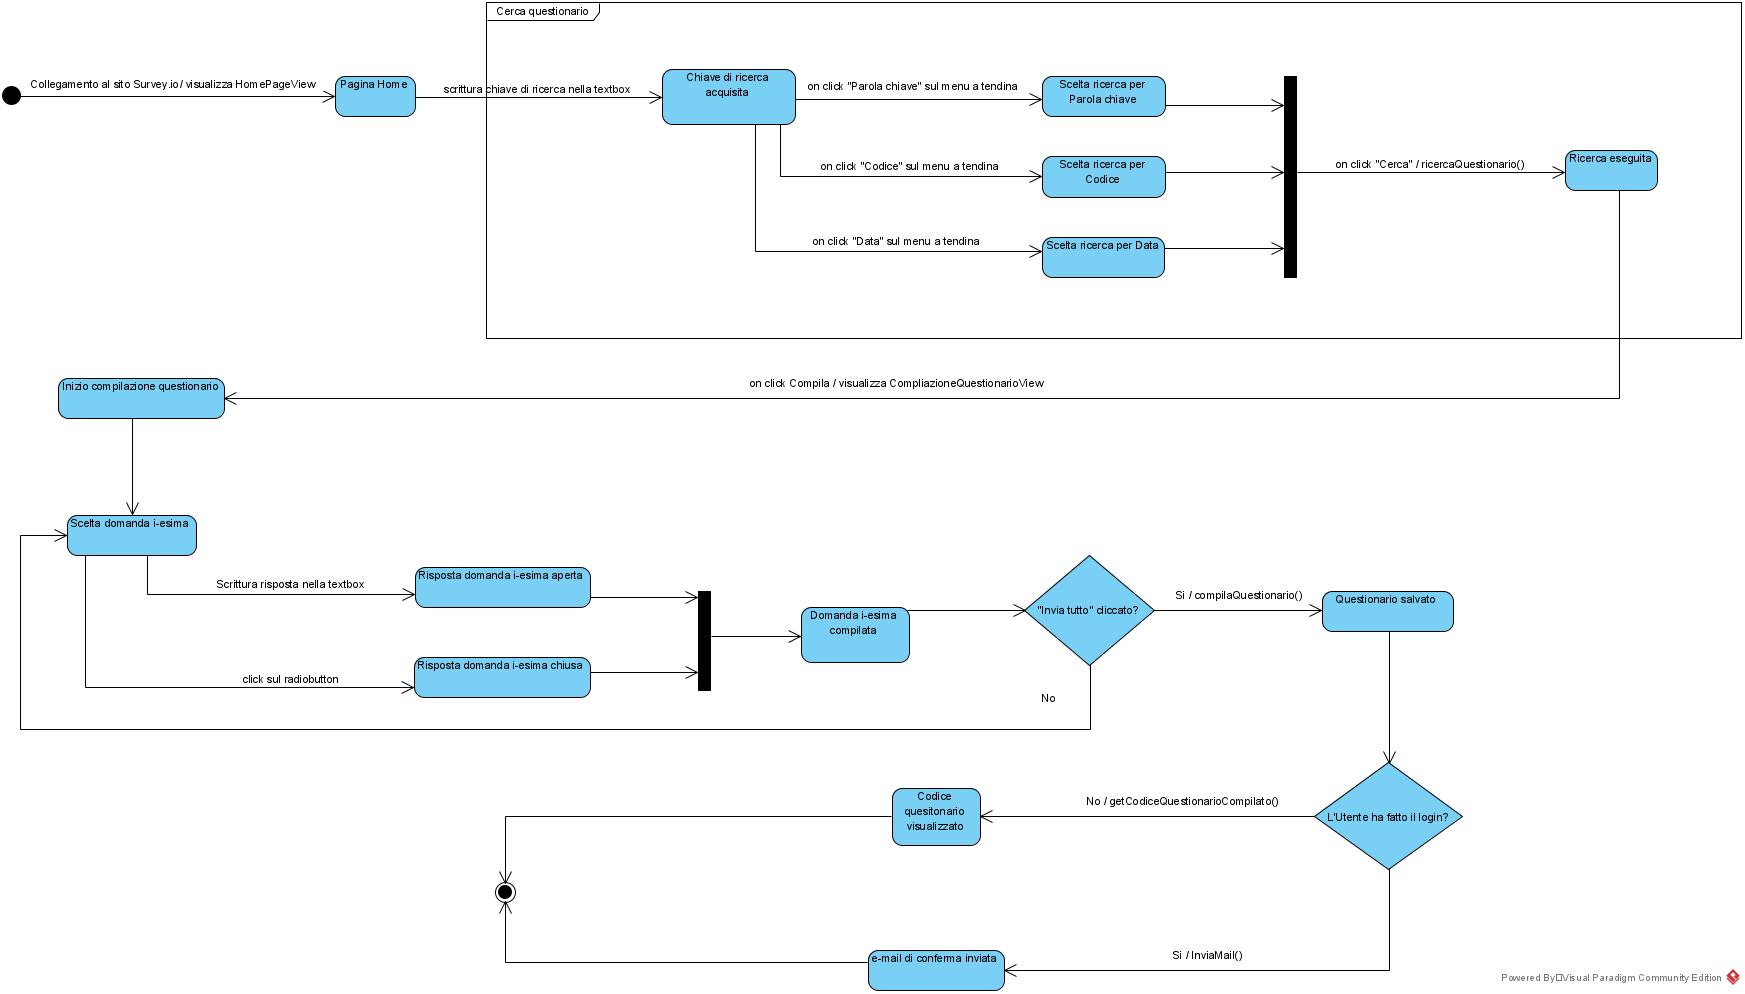 Cerca questionario
Collegamento al sito Survey.io / visualizza HomePageView
Pagina Home
scrittura chiave di ricerca nella textbox
Chiave di ricerca
acquisita
on click "Parola chiave" sul menu a tendina
Scelta ricerca per
Parola chiave
on click "Codice" sul menu a tendina
Scelta ricerca per
Codice
on click "Data" sul menu a tendina
Scelta ricerca per Data
on click "Cerca" / ricercaQuestionario()
Ricerca eseguita
on click Compila / visualizza CompliazioneQuestionarioView
Inizio compilazione questionario
Scelta domanda i-esima
Scrittura risposta nella textbox
Risposta domanda i-esima aperta
click sul radiobutton
Risposta domanda i-esima chiusa
Domanda i-esima
compilata
"Invia tutto" cliccato?
Si / compilaQuestionario()
Questionario salvato
No
L'Utente ha fatto il login?
No / getCodiceQuestionarioCompilato()
Codice
quesitonario
visualizzato
Si / InviaMail()
e-mail di conferma inviata
Powered By Visual Paradigm Community Edition